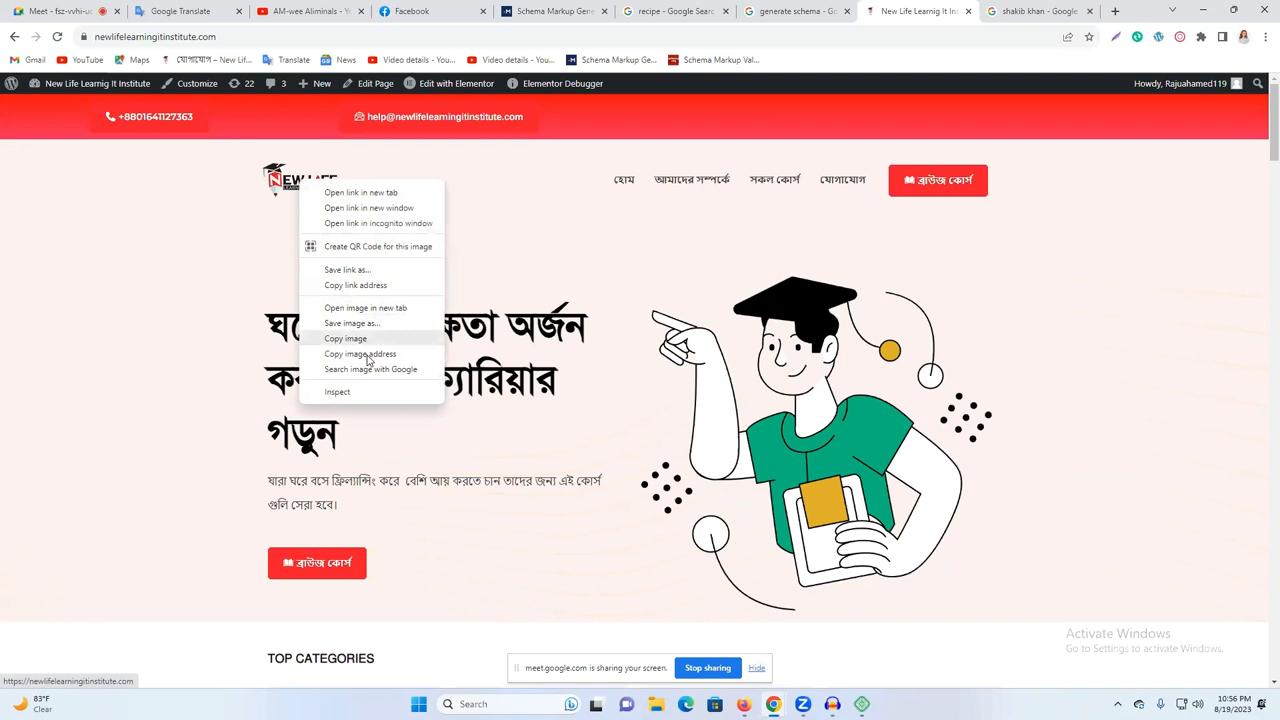 Meet - fsz-vvhi-uc
Google Translate
AM-wee Aliminals - Y
Facebook
Schema Markup Gene
recipe - Google Searc
generate schema - Go
New Life Learnig It Ins
shakib khan - Google
newlifelearningitinstitute.com
Gmail
YouTube
Maps
যোগাযোগ – New Lif...
Translate
News
Video details - You...
Video details - You...
Schema Markup Ge...
Schema Markup Val...
New Life Learning It Institute
Customize
22
3
New
Edit Page
Edit with Elementor
Elementor Debugger
Howdy, Rajuahamed119
+8801641127363
help@newlifelearningitinstitute.com
হোম
আমাদের সম্পর্কে
সকল কোর্স
যোগাযোগ
ব্রাউজ কোর্স
Open link in new tab
Open link in new window
Open link in incognito window
Create QR Code for this image
Save link as...
Copy link address
Open image in new tab
Save image as...
Copy image
Copy image address
Search image with Google
Inspect
অর্জন
গড়ুন
যারা ঘরে বসে ফ্রিল্যান্সিং করে বেশি আয় করতে চান তাদের জন্য এই কোর্স
গুলি সেরা হবে।
ব্রাউজ কোর্স
TOP CATEGORIES
Activate Windows
Go to Settings to activate Windows.
meet.google.com is sharing your screen.
Stop sharing
Hide
https://newlifelearningitinstitute.com
83°F
Clear
Search
10:56 PM
8/19/2023